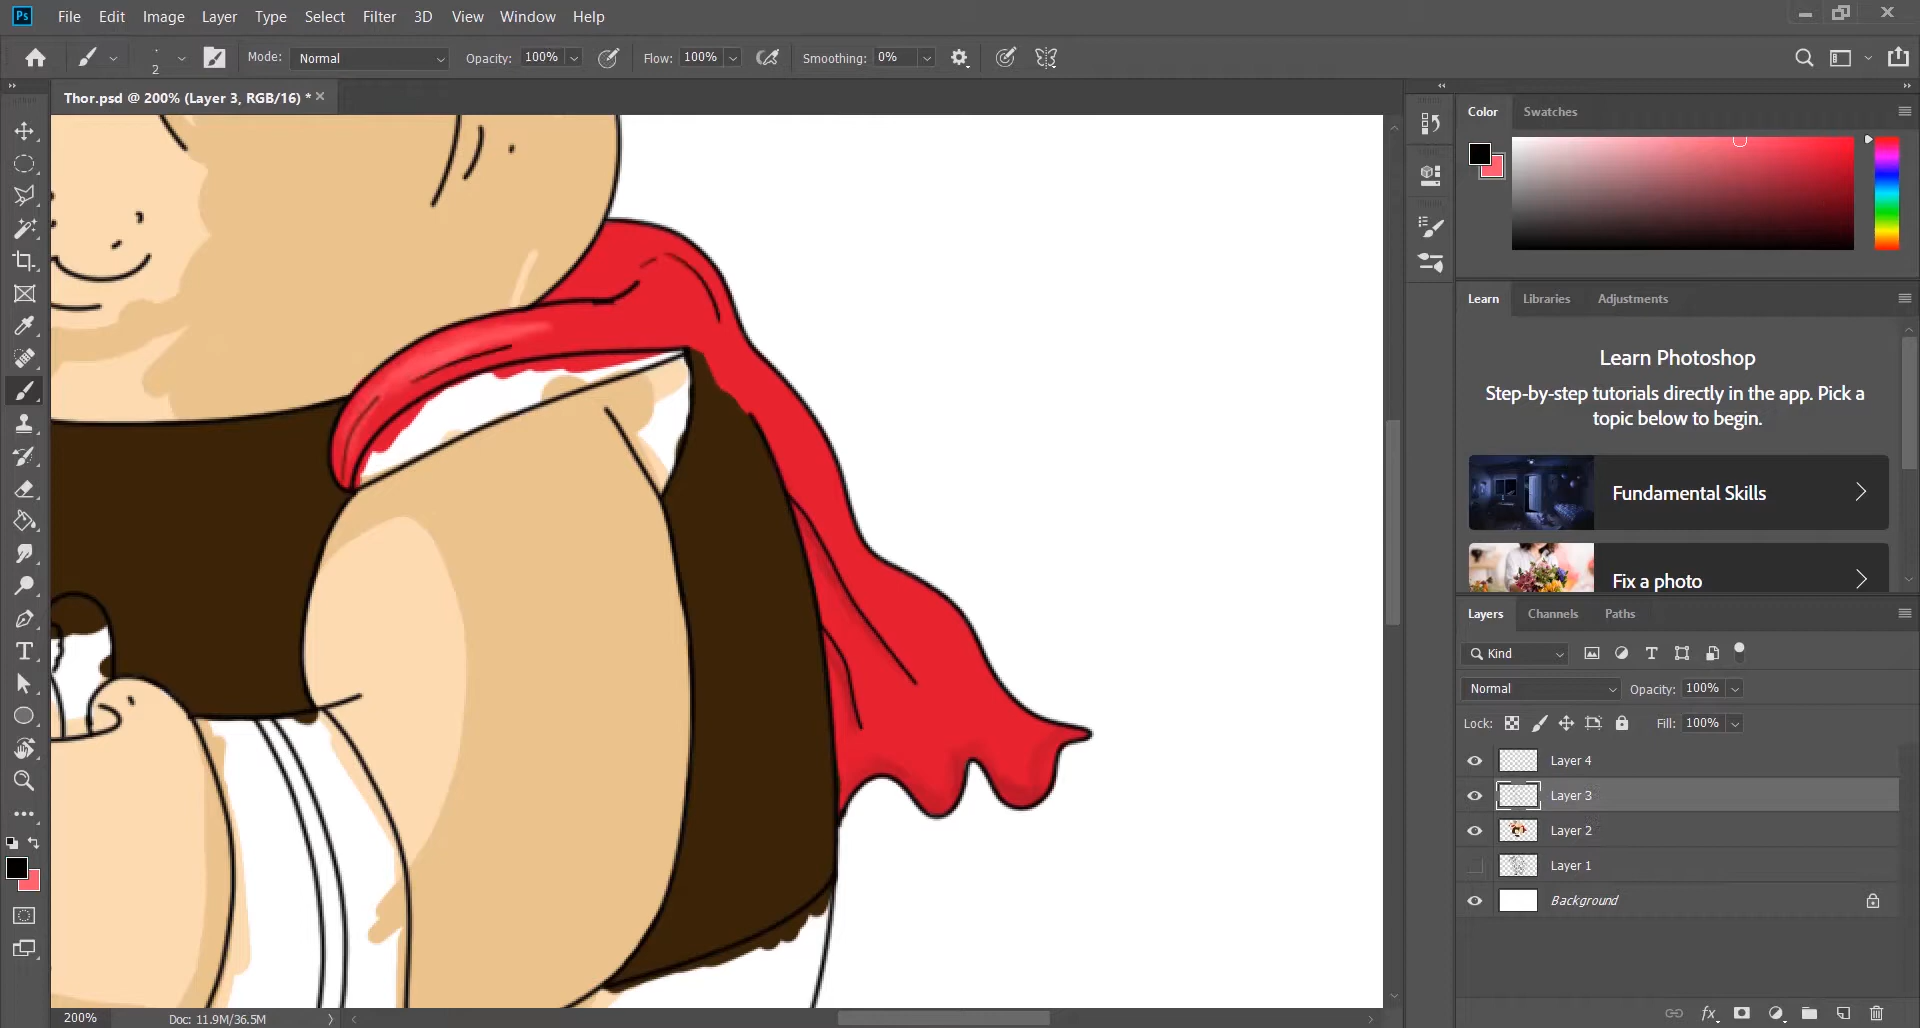 Ps File Edit Image Layer Type Select Filter 3D View Window Help
2 Mode: Normal Opacity: 100% Flow: 100% Smoothing: 0%
Thor.psd @ 200% (Layer 3, RGB/16) *
Color Swatches
Learn Libraries Adjustments
Learn Photoshop
Step-by-step tutorials directly in the app. Pick a
topic below to begin.
Fundamental Skills
Fix a photo
Layers Channels Paths
Kind
Normal Opacity: 100%
Lock: Fill: 100%
Layer 4
Layer 3
Layer 2
Layer 1
Background
200% Doc: 11.9M/36.5M